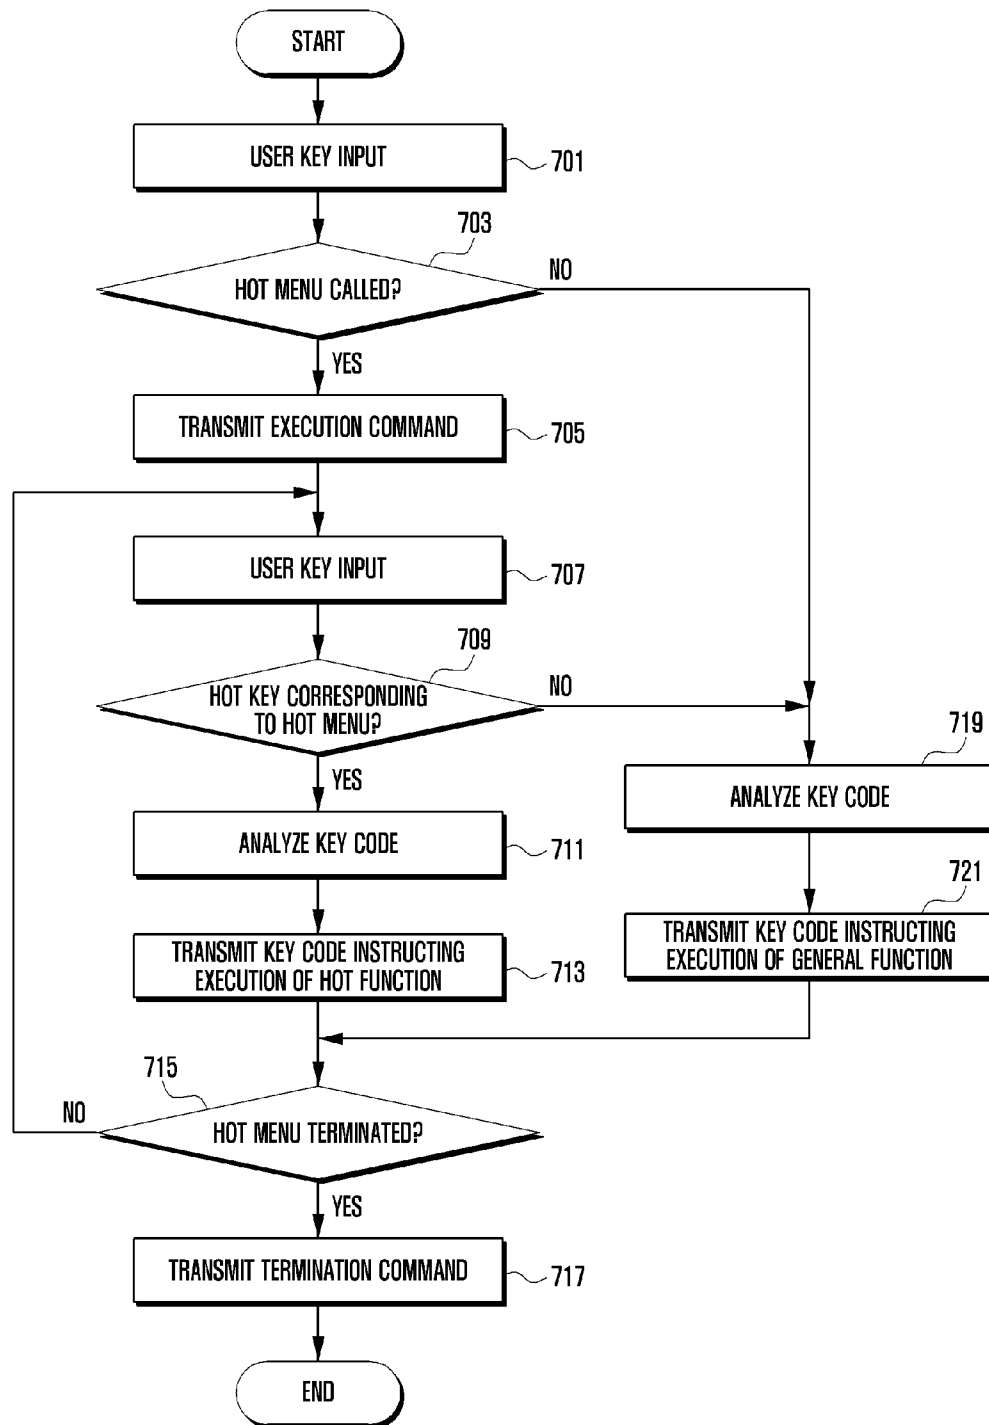 START
USER KEY INPUT
701
703
HOT MENU CALLED?
NO
YES
TRANSMIT EXECUTION COMMAND
705
USER KEY INPUT
707
709
HOT KEY CORRESPONDING
TO HOT MENU?
NO
YES
719
ANALYZE KEY CODE
ANALYZE KEY CODE
711
721
TRANSMIT KEY CODE INSTRUCTING
EXECUTION OF GENERAL FUNCTION
TRANSMIT KEY CODE INSTRUCTING
EXECUTION OF HOT FUNCTION
713
715
NO
HOT MENU TERMINATED?
YES
TRANSMIT TERMINATION COMMAND
717
END